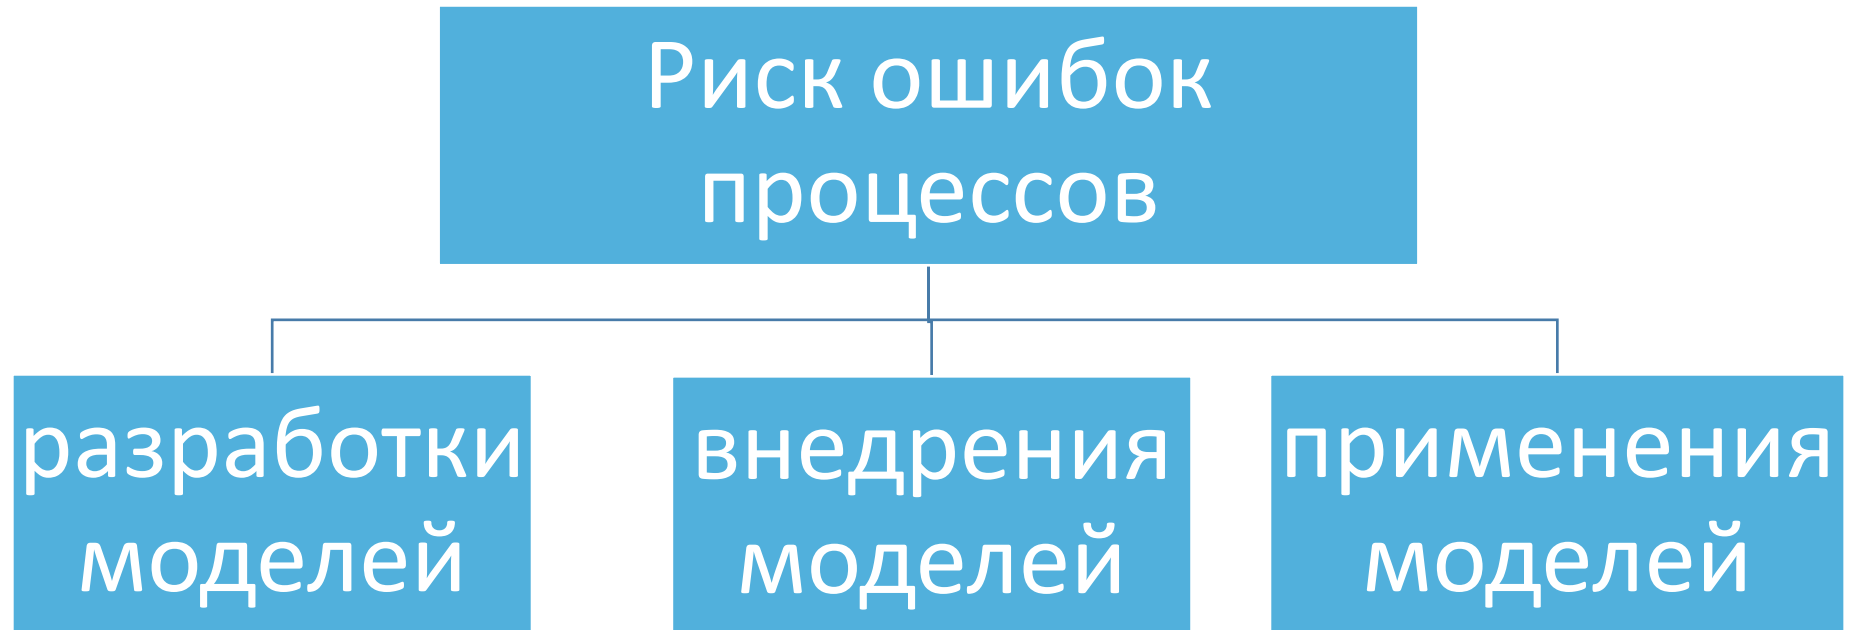 Риск ошибок
процессов
разработки
моделей
внедрения
моделей
применения
моделей